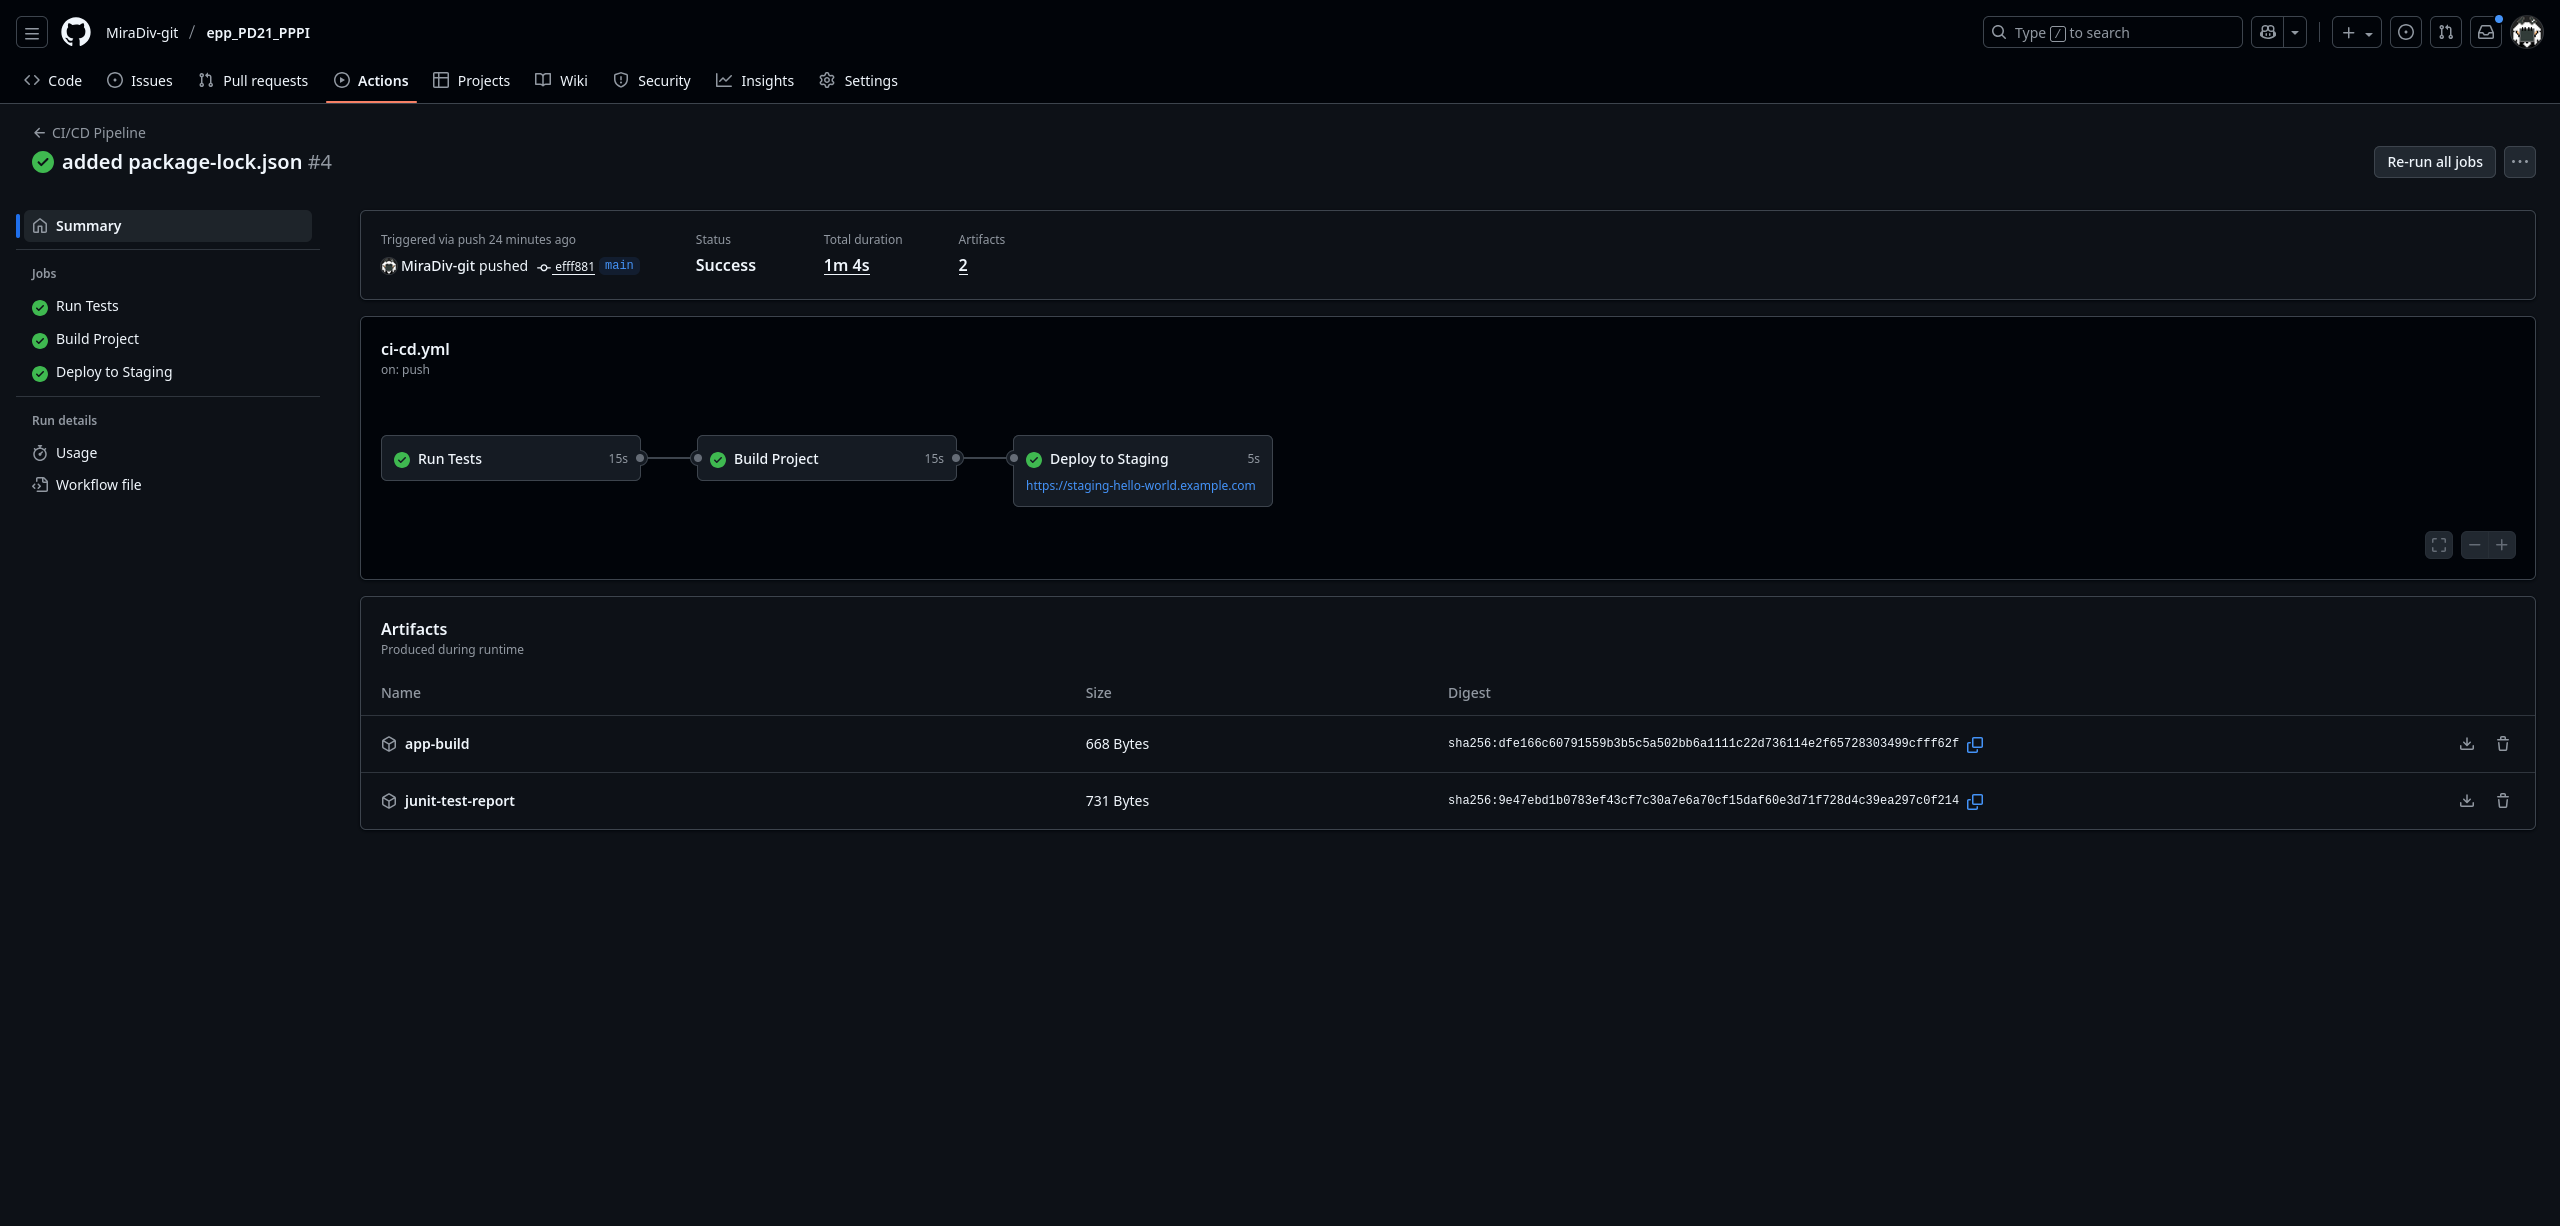 MiraDiv-git / epp_PD21_PPPI
Type / to search
Code Issues Pull requests Actions Projects Wiki Security Insights Settings
CI/CD Pipeline
added package-lock.json #4
Re-run all jobs
Summary
Jobs
Run Tests
Build Project
Deploy to Staging
Run details
Usage
Workflow file
Triggered via push 24 minutes ago
MiraDiv-git pushed efff881 main
Status
Success
Total duration
1m 4s
Artifacts
2
ci-cd.yml
on: push
Run Tests 15s
Build Project 15s
Deploy to Staging 5s
https://staging-hello-world.example.com
Artifacts
Produced during runtime
Name Size Digest
app-build 668 Bytes sha256:dfe166c60791559b3b5c5a502bb6a1111c22d736114e2f65728303499cfff62f
junit-test-report 731 Bytes sha256:9e47ebd1b0783ef43cf7c30a7e6a70cf15daf60e3d71f728d4c39ea297c0f214